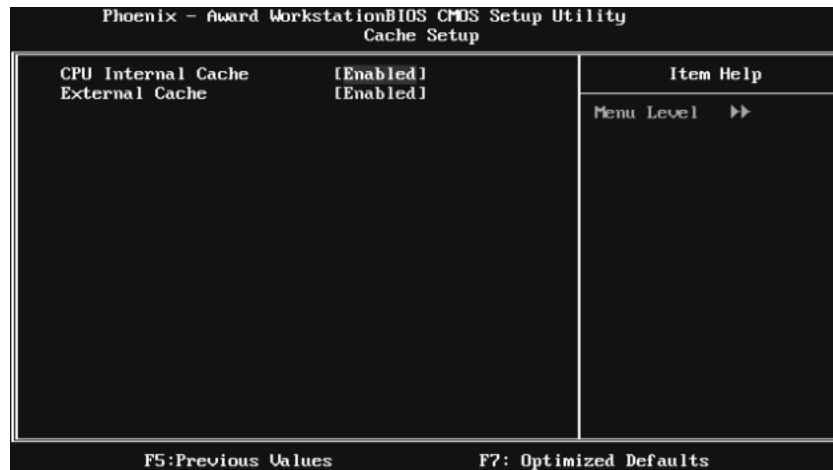 Phoenix - Award WorkstationBIOS CMOS Setup Utility
Cache Setup
CPU Internal Cache [Enabled]
External Cache [Enabled]
Item Help
Menu Level ▶▶
F5:Previous Values F7: Optimized Defaults